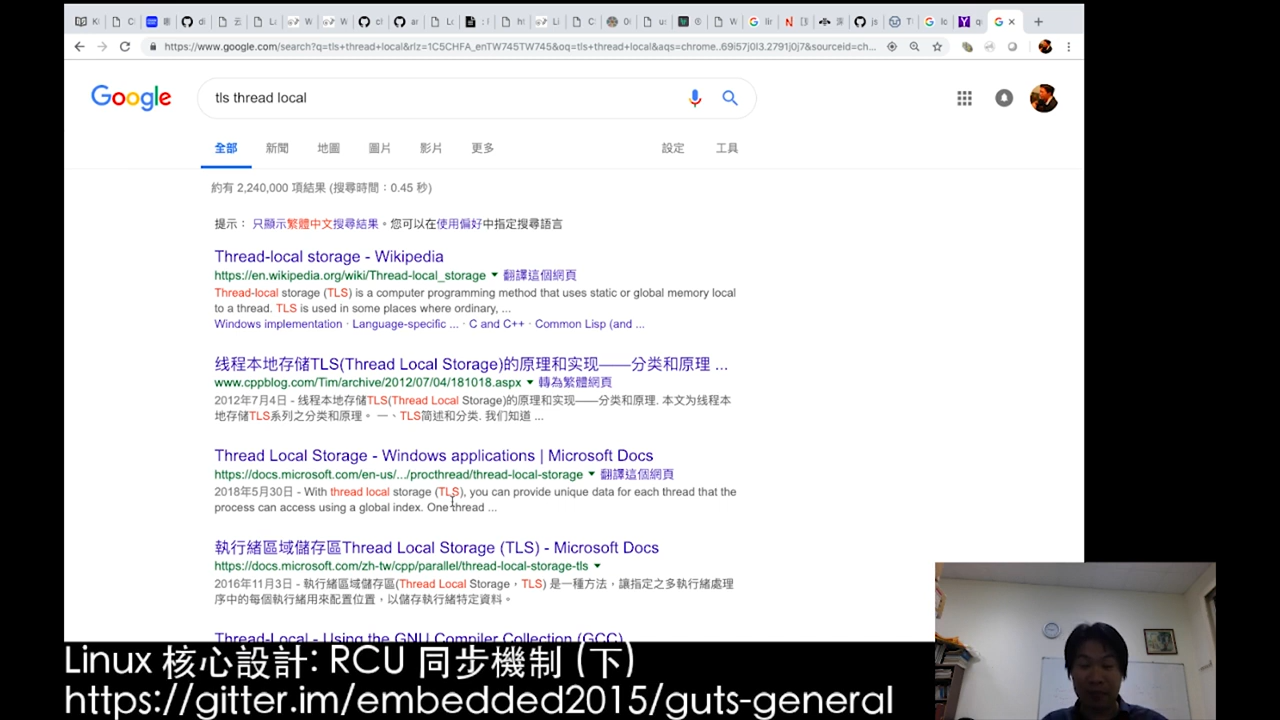 https://www.google.com/search?q=tls+thread+local&rlz=1C5CHFA_enTW745TW745&oq=tls+thread+local&aqs=chrome..69i57j0l3.2791j0j7&sourceid=ch...
Google
tls thread local
全部 新聞 地圖 圖片 影片 更多 設定 工具
約有 2,240,000 項結果 (搜尋時間：0.45 秒)
提示： 只顯示繁體中文搜尋結果。您可以在使用偏好中指定搜尋語言
Thread-local storage - Wikipedia
https://en.wikipedia.org/wiki/Thread-local_storage ▼ 翻譯這個網頁
Thread-local storage (TLS) is a computer programming method that uses static or global memory local
to a thread. TLS is used in some places where ordinary, ...
Windows implementation · Language-specific ... · C and C++ · Common Lisp (and ...
线程本地存储TLS(Thread Local Storage)的原理和实现——分类和原理 ...
www.cppblog.com/Tim/archive/2012/07/04/181018.aspx ▼ 轉為繁體網頁
2012年7月4日 - 线程本地存储TLS(Thread Local Storage)的原理和实现——分类和原理. 本文为线程本
地存储TLS系列之分类和原理。 一、TLS简述和分类. 我们知道 ...
Thread Local Storage - Windows applications | Microsoft Docs
https://docs.microsoft.com/en-us/.../procthread/thread-local-storage ▼ 翻譯這個網頁
2018年5月30日 - With thread local storage (TLS), you can provide unique data for each thread that the
process can access using a global index. One thread ...
執行緒區域儲存區Thread Local Storage (TLS) - Microsoft Docs
https://docs.microsoft.com/zh-tw/cpp/parallel/thread-local-storage-tls ▼
2016年11月3日 - 執行緒區域儲存區(Thread Local Storage，TLS) 是一種方法，讓指定之多執行緒處理
序中的每個執行緒用來配置位置，以儲存執行緒特定資料。
Thread-Local - Using the GNU Compiler Collection (GCC)
Linux 核心設計: RCU 同步機制 (下)
https://gitter.im/embedded2015/guts-general